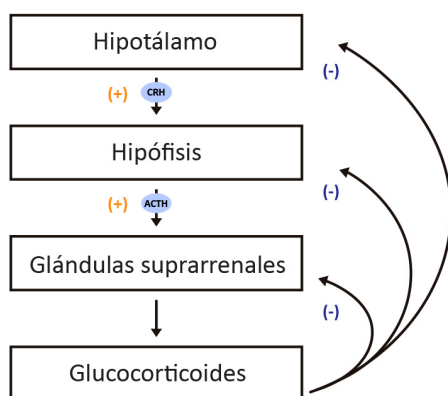 Hipotálamo
(+) CRH (-)
Hipófisis
(+) ACTH (-)
Glándulas suprarrenales
(-)
Glucocorticoides